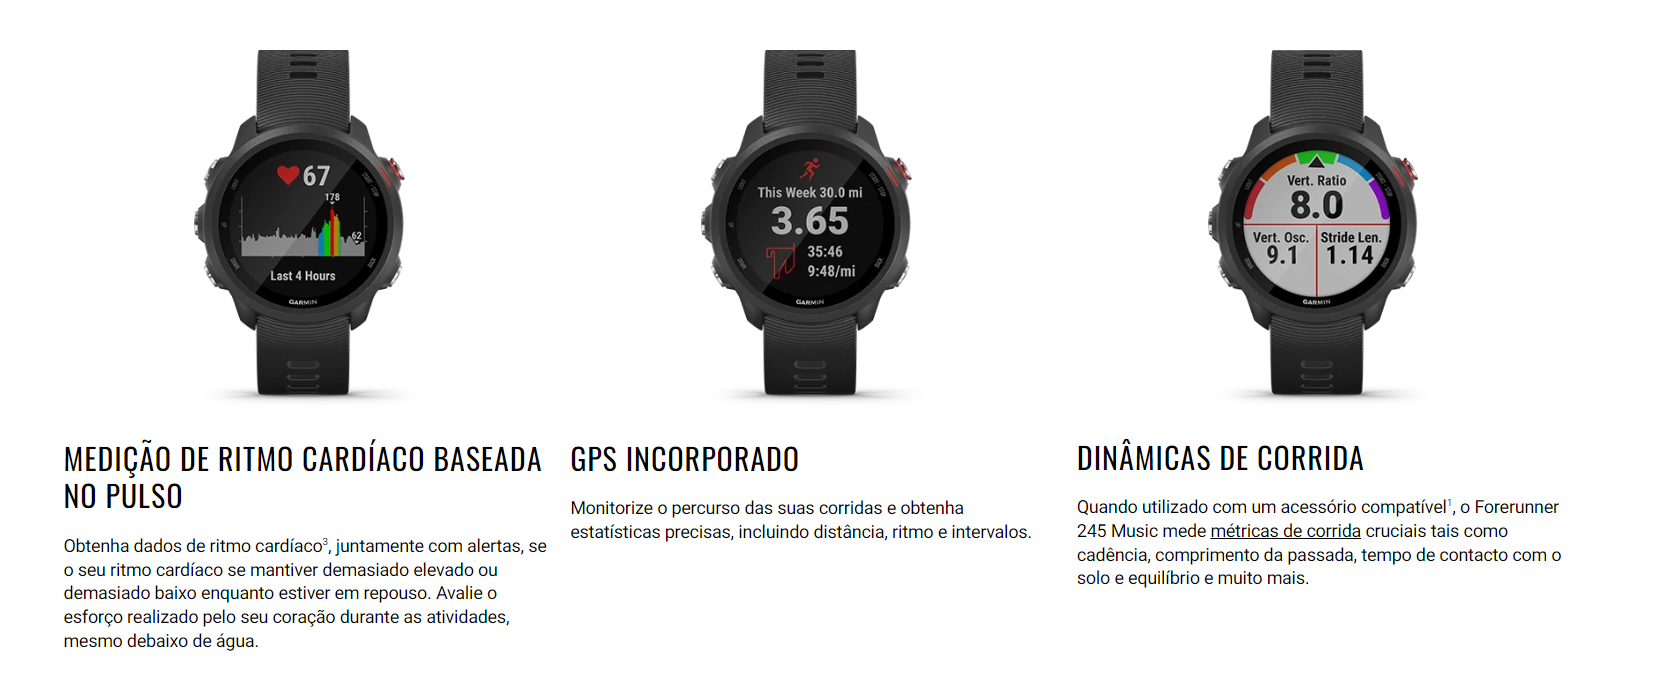 67
178
62
Last 4 Hours
GARMIN
MEDIÇÃO DE RITMO CARDÍACO BASEADA
NO PULSO
Obtenha dados de ritmo cardíaco³, juntamente com alertas, se
o seu ritmo cardíaco se mantiver demasiado elevado ou
demasiado baixo enquanto estiver em repouso. Avalie o
esforço realizado pelo seu coração durante as atividades,
mesmo debaixo de água.
This Week 30.0 mi
3.65
35:46
9:48/mi
GARMIN
GPS INCORPORADO
Monitorize o percurso das suas corridas e obtenha
estatísticas precisas, incluindo distância, ritmo e intervalos.
Vert. Ratio
8.0
Vert. Osc. Stride Len.
9.1 1.14
GARMIN
DINÂMICAS DE CORRIDA
Quando utilizado com um acessório compatível¹, o Forerunner
245 Music mede métricas de corrida cruciais tais como
cadência, comprimento da passada, tempo de contacto com o
solo e equilíbrio e muito mais.